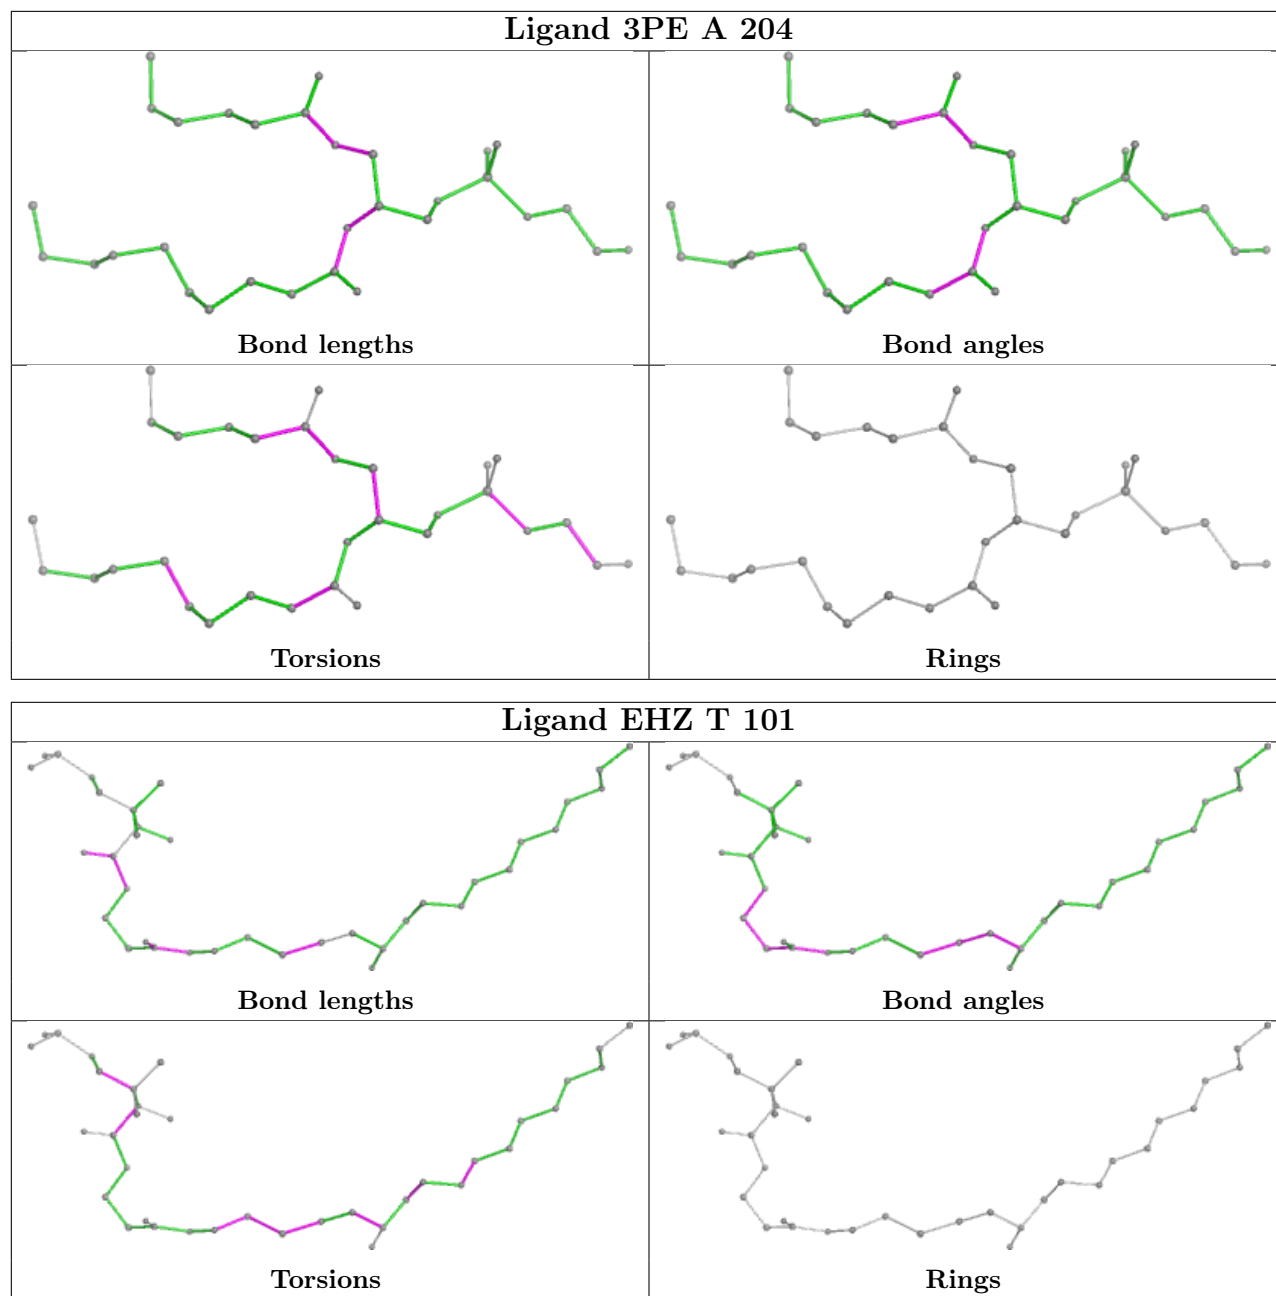 Ligand 3PE A 204
Bond lengths
Bond angles
Torsions
Rings
Ligand EHZ T 101
Bond lengths
Bond angles
Torsions
Rings